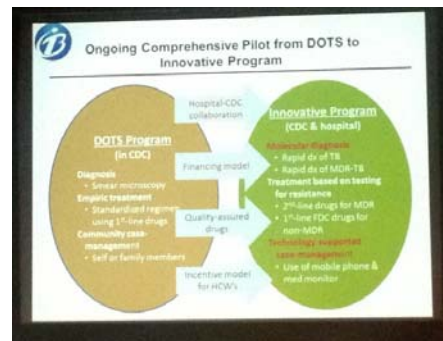 Ongoing Comprehensive Pilot from DOTS to
Innovative Program
DOTS Program
(in CDC)
Diagnosis
• Smear microscopy
Empiric treatment
• Standardized regimen
using 1st-line drugs
Community case-
management
• Self or family members
Hospital-CDC
collaboration
Financing model
Quality-assured
drugs
Incentive model
for HCW's
Innovative Program
(CDC & hospital)
Molecular diagnosis
• Rapid dx of TB
• Rapid dx of MDR-TB
Treatment based on testing
for resistance
• 2nd-line drugs for MDR
• 1st-line FDC drugs for
non-MDR
Technology supported
case management
• Use of mobile phone &
med monitor